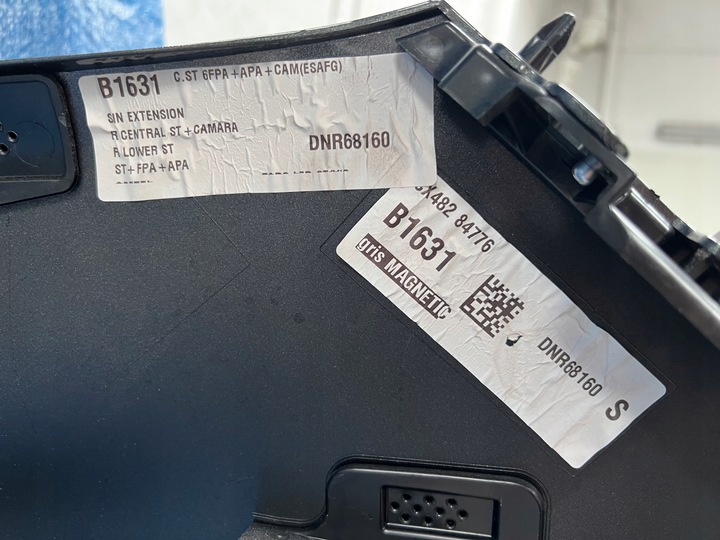 B1631 C.ST 6FPA+APA+CAM(ESAFG)
SIN EXTENSION
R CENTRAL ST+CAMARA
R LOWER ST DNR68160
ST+FPA+APA
84776
B1631
gris MAGNETIC
DNR68160 S